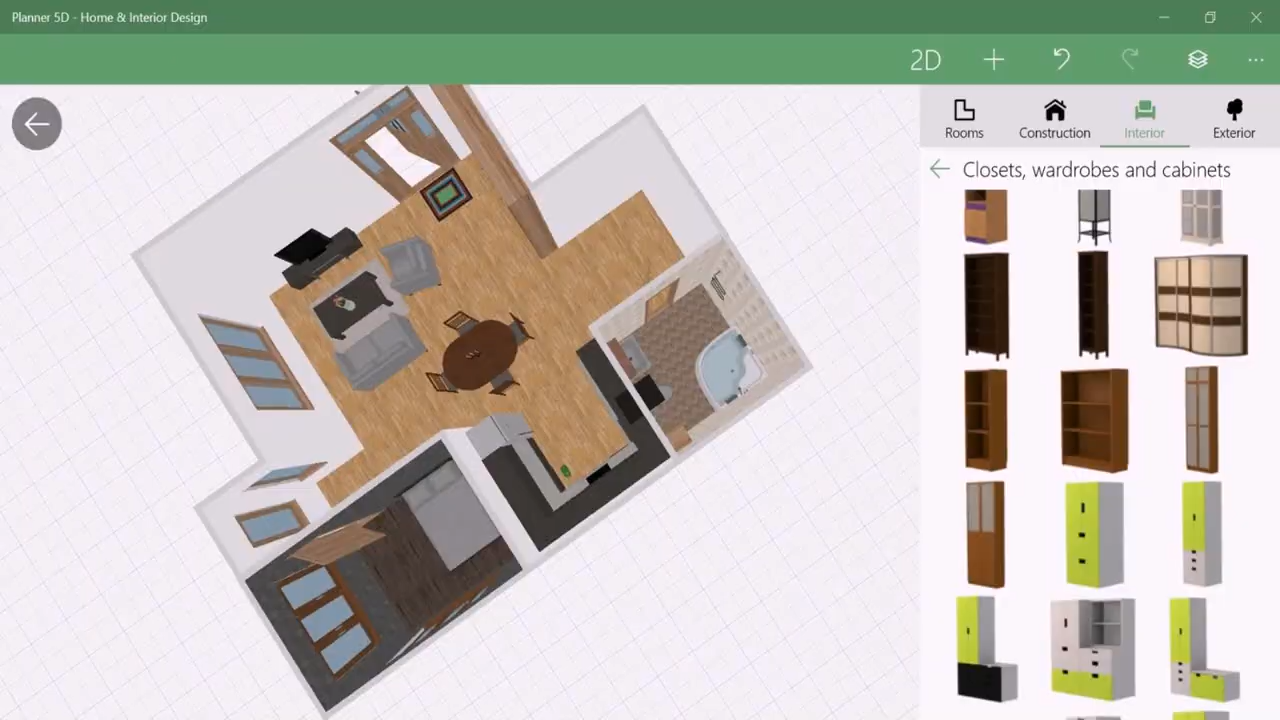 Planner 5D - Home & Interior Design
2D
Rooms
Construction
Interior
Exterior
Closets, wardrobes and cabinets